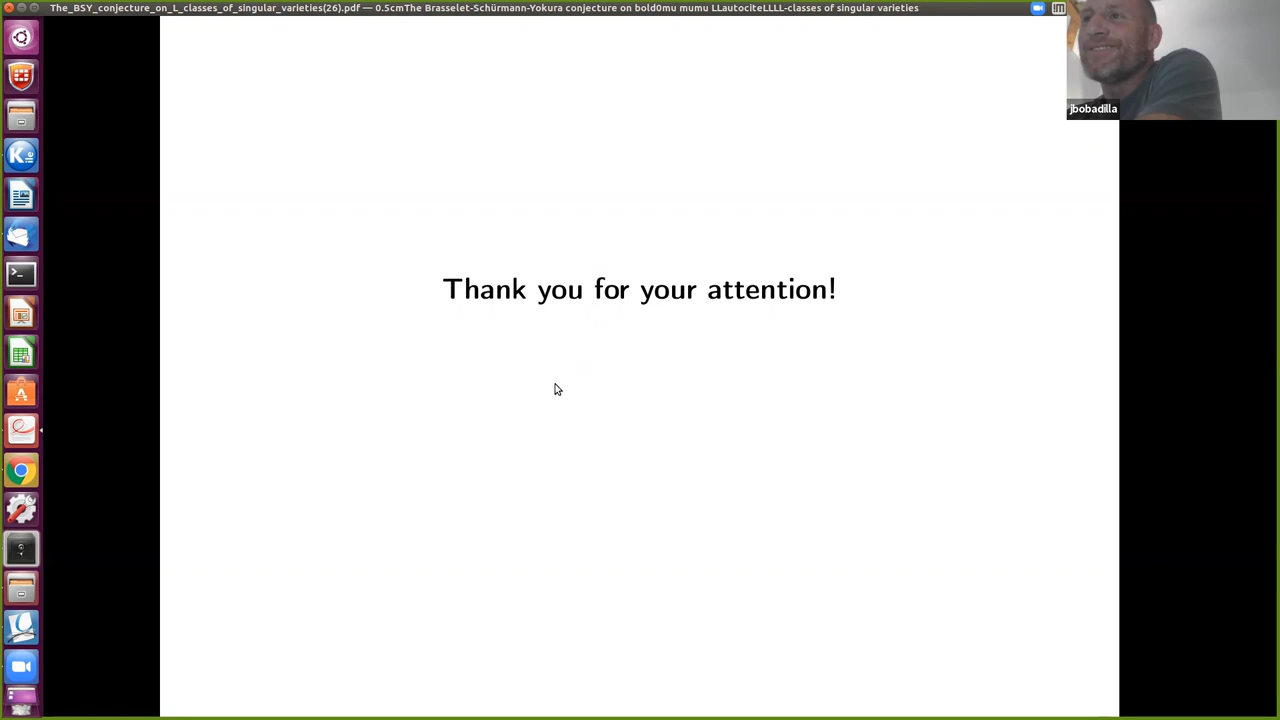 The_BSY_conjecture_on_L_classes_of_singular_varieties(26).pdf — 0.5cmThe Brasselet-Schürmann-Yokura conjecture on bold0mu mumu LLautociteLLLL-classes of singular varieties
jbobadilla
Thank you for your attention!